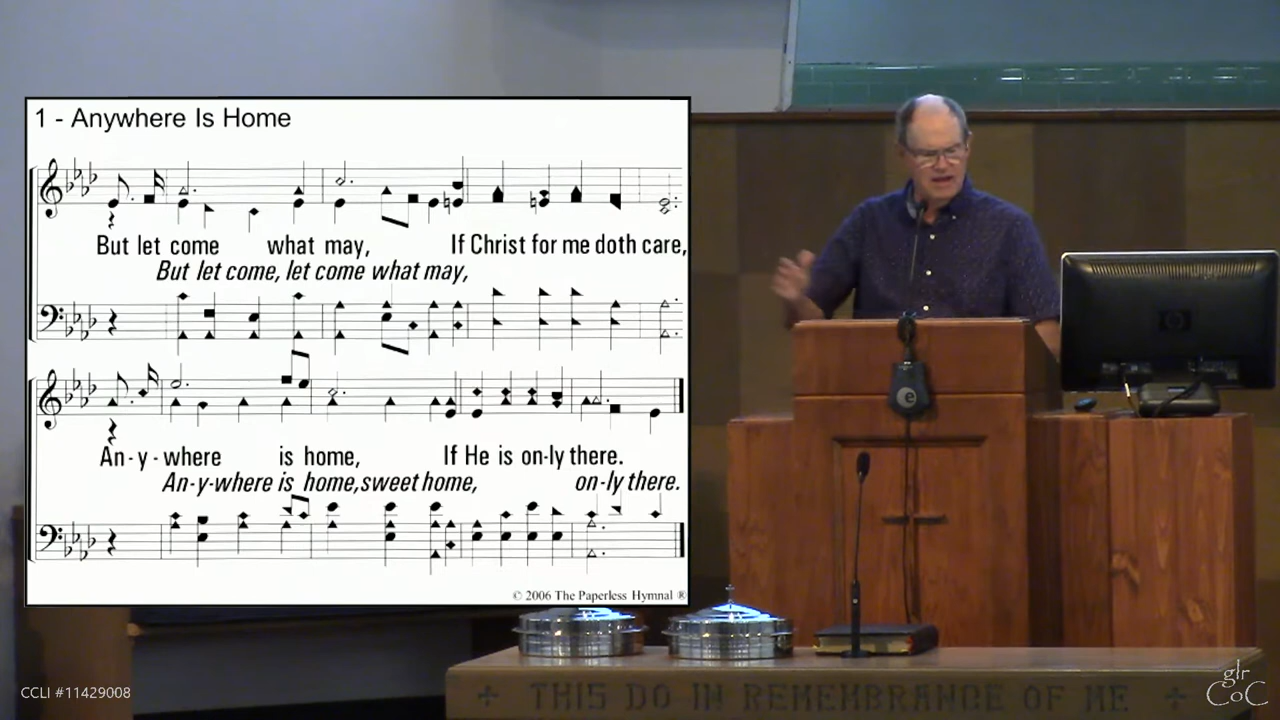 1 - Anywhere Is Home
But let come what may, If Christ for me doth care,
But let come, let come what may,
An-y-where is home, If He is on-ly there.
An-y-where is home, sweet home, on-ly there.
© 2006 The Paperless Hymnal ®
hp
e
THIS DO IN REMEMBRANCE OF ME
CCLI #11429008
glr
CoC